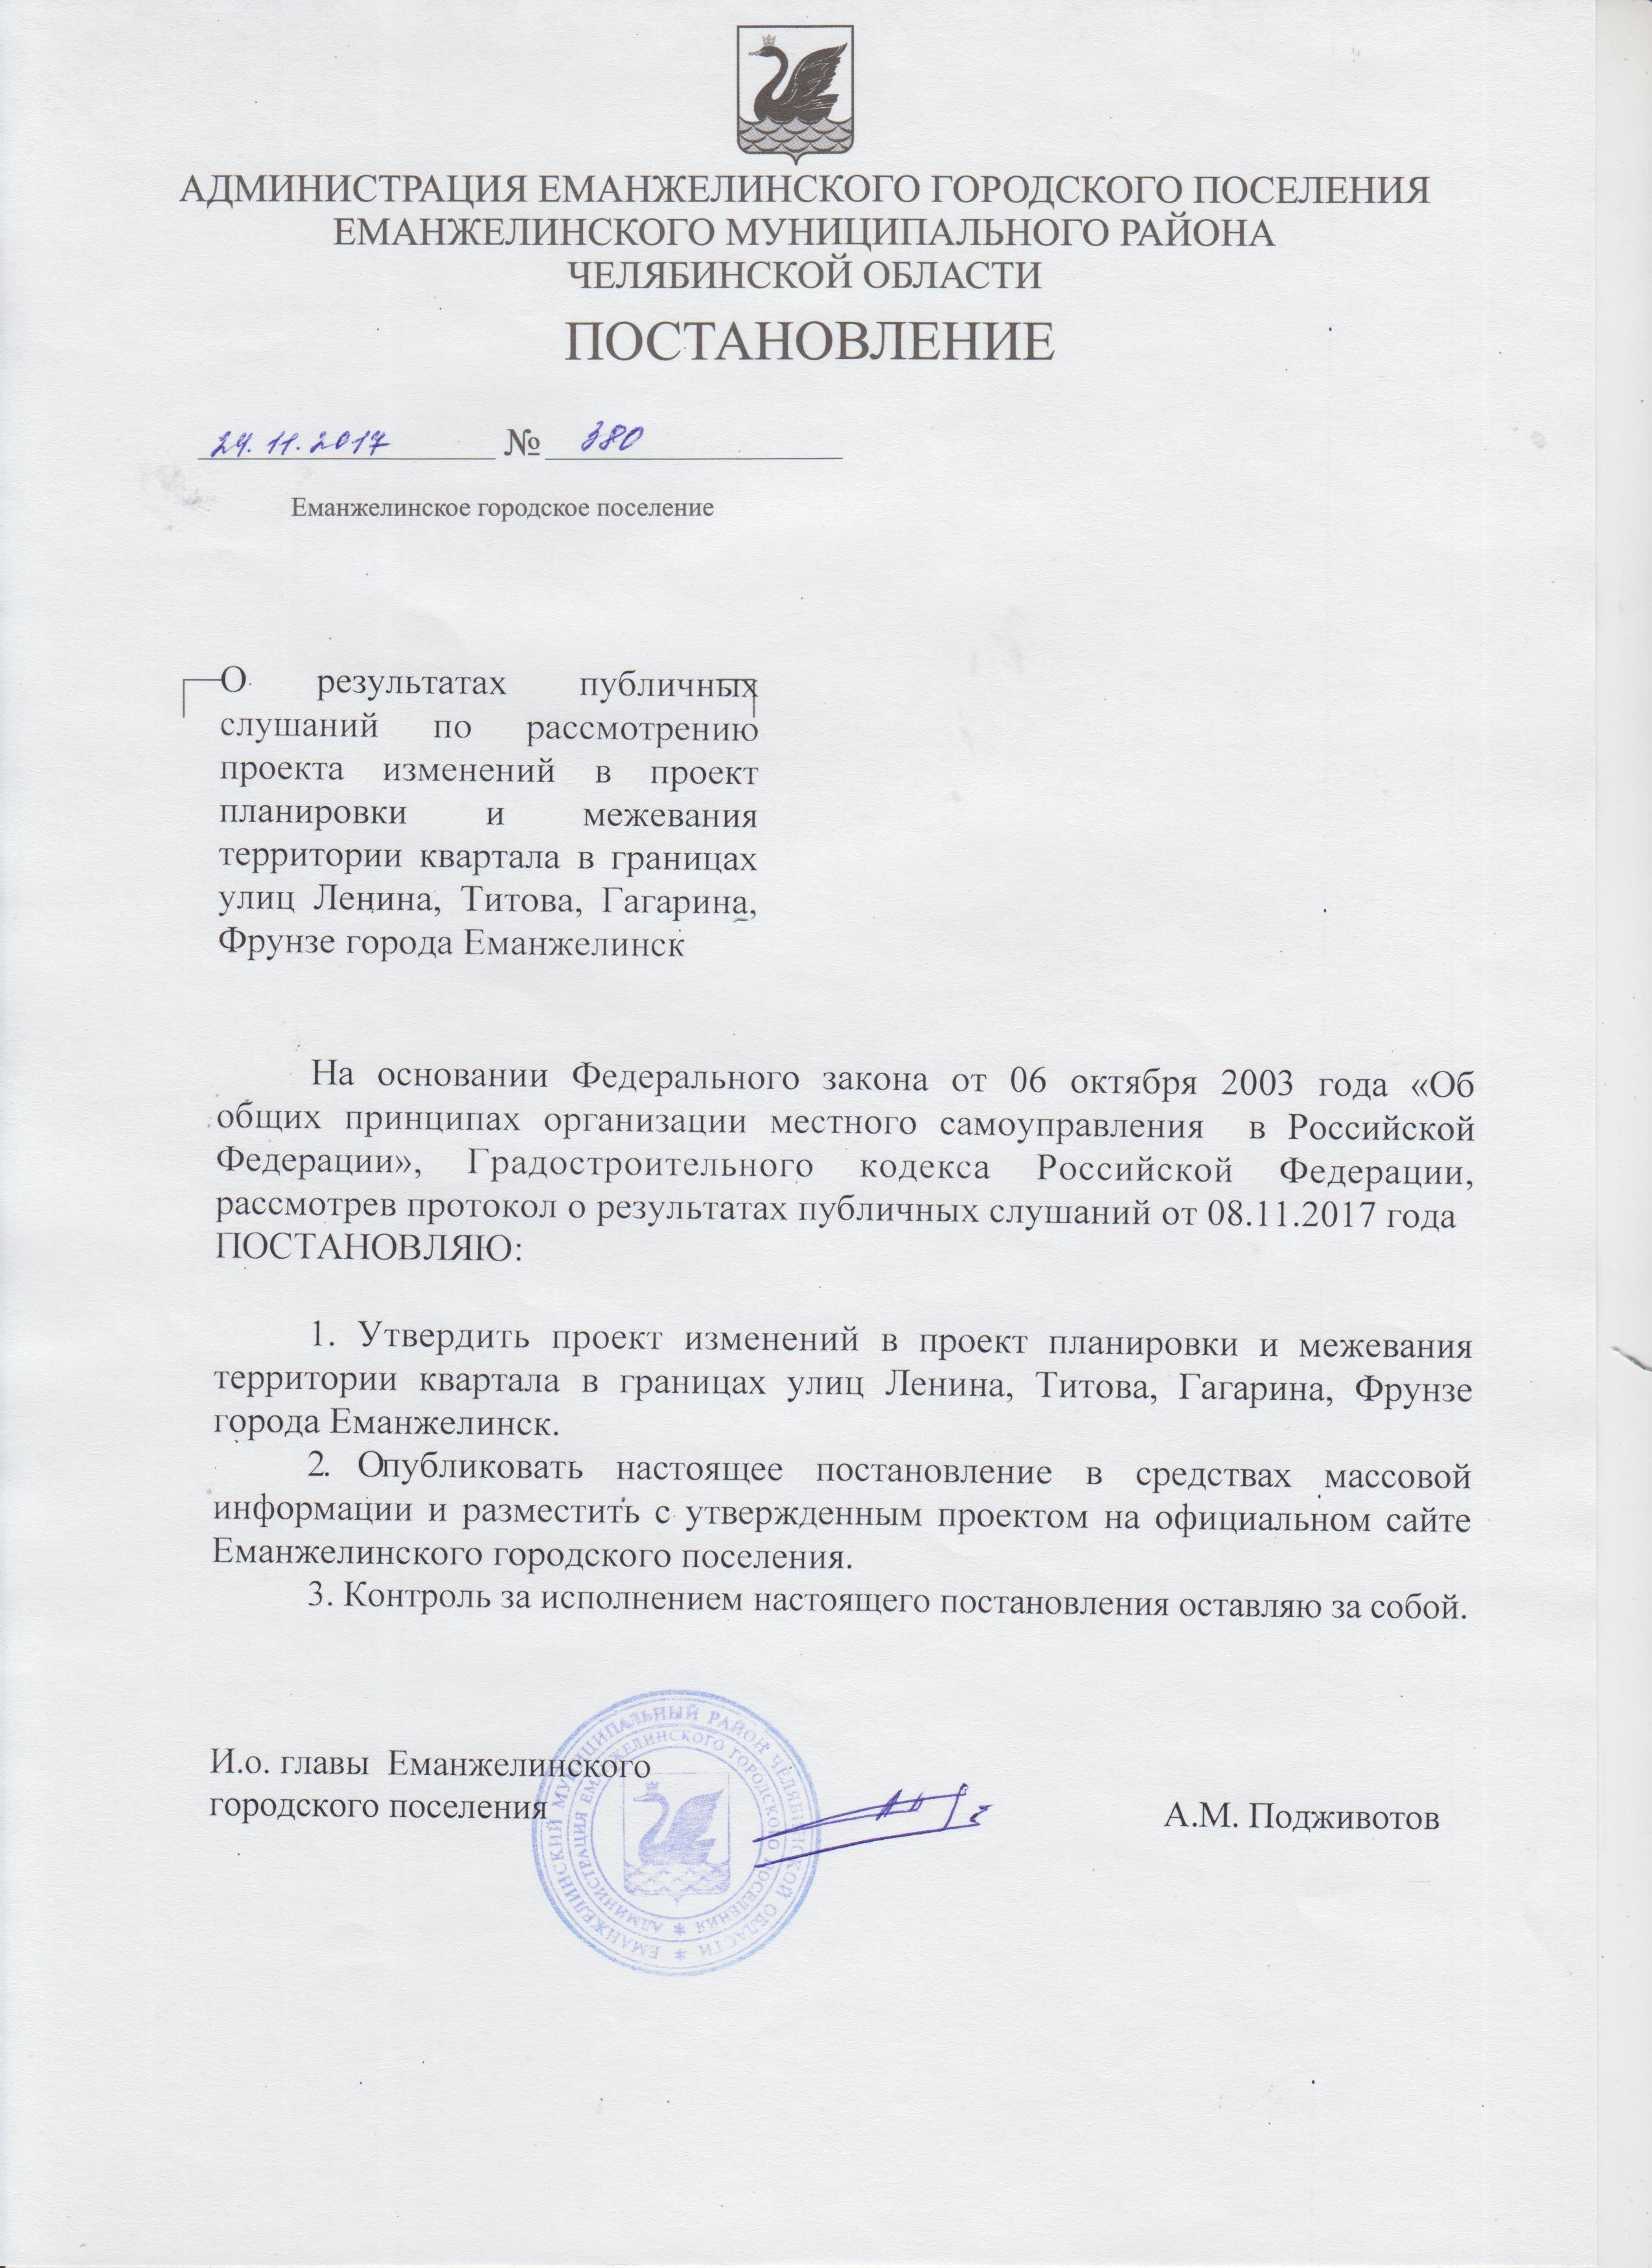 АДМИНИСТРАЦИЯ ЕМАНЖЕЛИНСКОГО ГОРОДСКОГО ПОСЕЛЕНИЯ
ЕМАНЖЕЛИНСКОГО МУНИЦИПАЛЬНОГО РАЙОНА
ЧЕЛЯБИНСКОЙ ОБЛАСТИ
ПОСТАНОВЛЕНИЕ
24.11.2017 № 380
Еманжелинское городское поселение
О результатах публичных
слушаний по рассмотрению
проекта изменений в проект
планировки и межевания
территории квартала в границах
улиц Ленина, Титова, Гагарина,
Фрунзе города Еманжелинск
На основании Федерального закона от 06 октября 2003 года «Об
общих принципах организации местного самоуправления в Российской
Федерации», Градостроительного кодекса Российской Федерации,
рассмотрев протокол о результатах публичных слушаний от 08.11.2017 года
ПОСТАНОВЛЯЮ:
1. Утвердить проект изменений в проект планировки и межевания
территории квартала в границах улиц Ленина, Титова, Гагарина, Фрунзе
города Еманжелинск.
2. Опубликовать настоящее постановление в средствах массовой
информации и разместить с утвержденным проектом на официальном сайте
Еманжелинского городского поселения.
3. Контроль за исполнением настоящего постановления оставляю за собой.
И.о. главы Еманжелинского
городского поселения
А.М. Подживотов
ЕМАНЖЕЛИНСКИЙ МУНИЦИПАЛЬНЫЙ РАЙОН ЧЕЛЯБИНСКОЙ ОБЛАСТИ *
АДМИНИСТРАЦИЯ ЕМАНЖЕЛИНСКОГО ГОРОДСКОГО ПОСЕЛЕНИЯ *